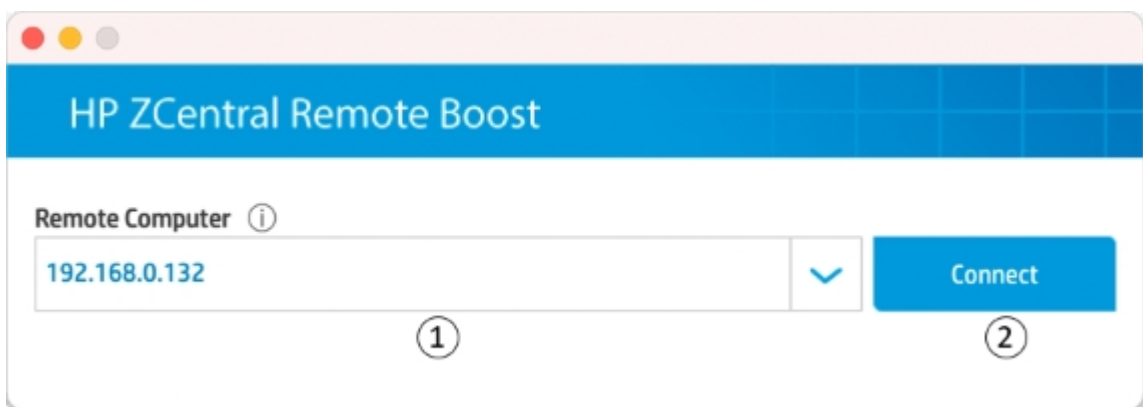 HP ZCentral Remote Boost
Remote Computer ⓘ
192.168.0.132
Connect
① ②